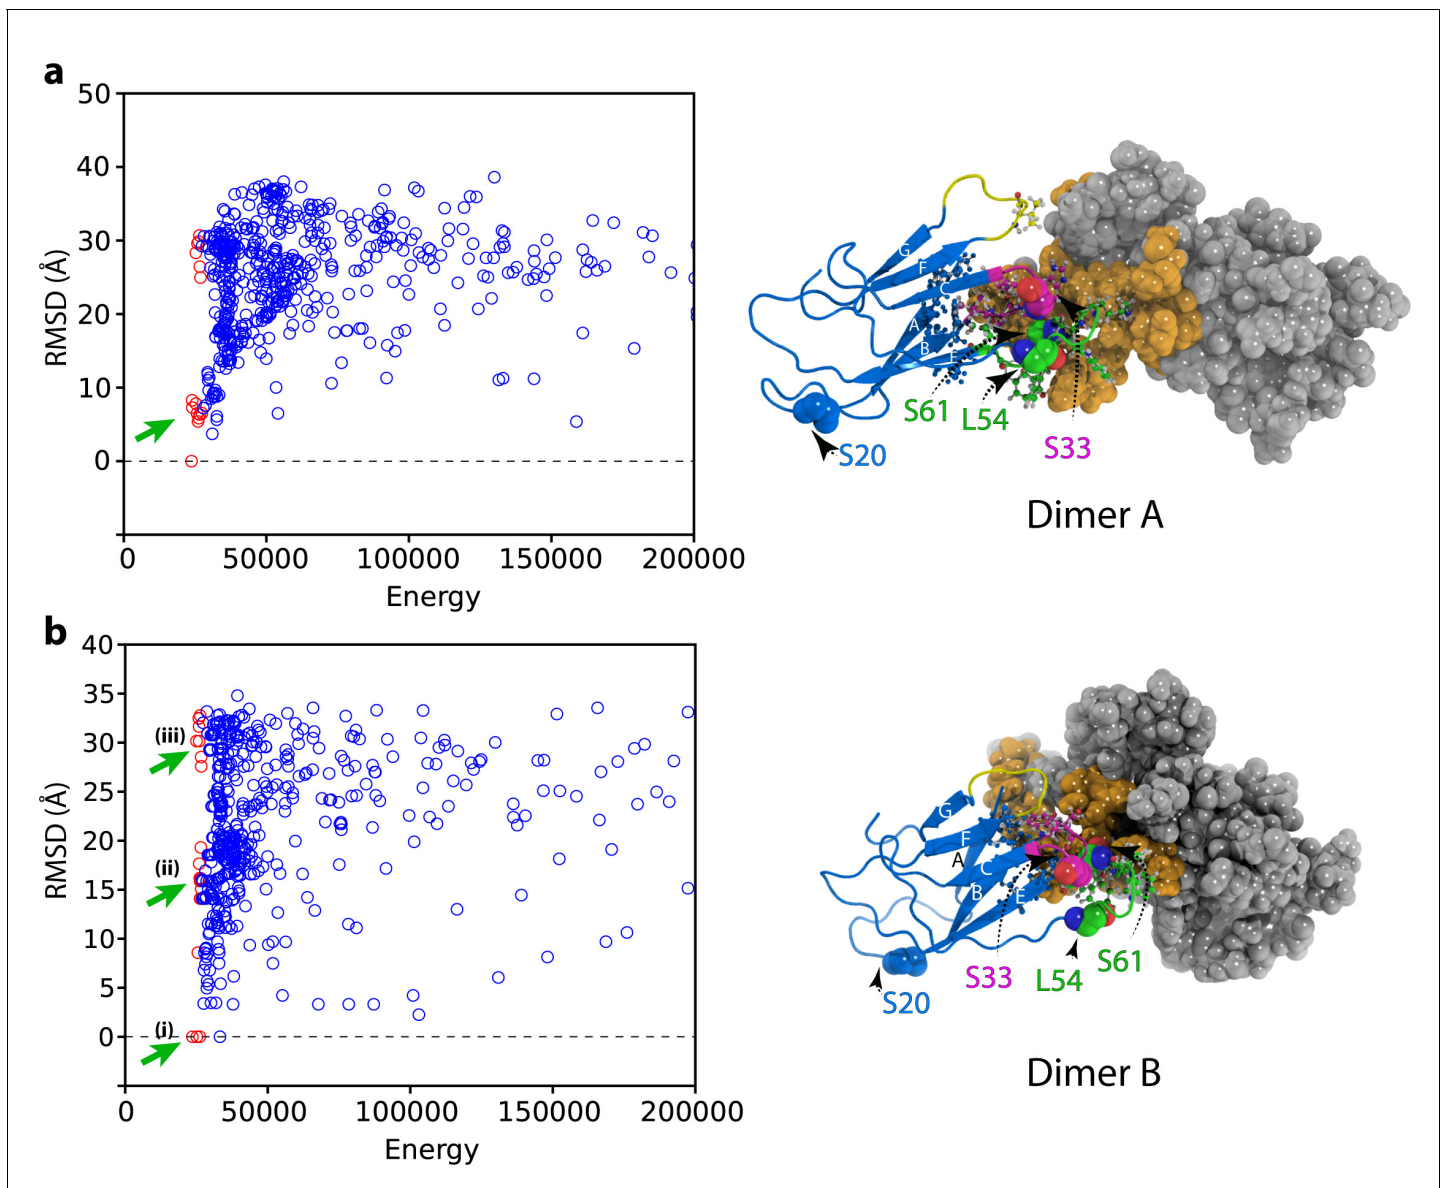 a
50
40
30
20
10
0
RMSD (Å)
0 50000 100000 150000 200000
Energy
G
F
C
A
B
E
S61
L54
S33
S20
Dimer A
b
40
35
30
25
20
15
10
5
0
RMSD (Å)
(iii)
(ii)
(i)
0 50000 100000 150000 200000
Energy
G
F
A
C
B
E
S33
L54
S61
S20
Dimer B